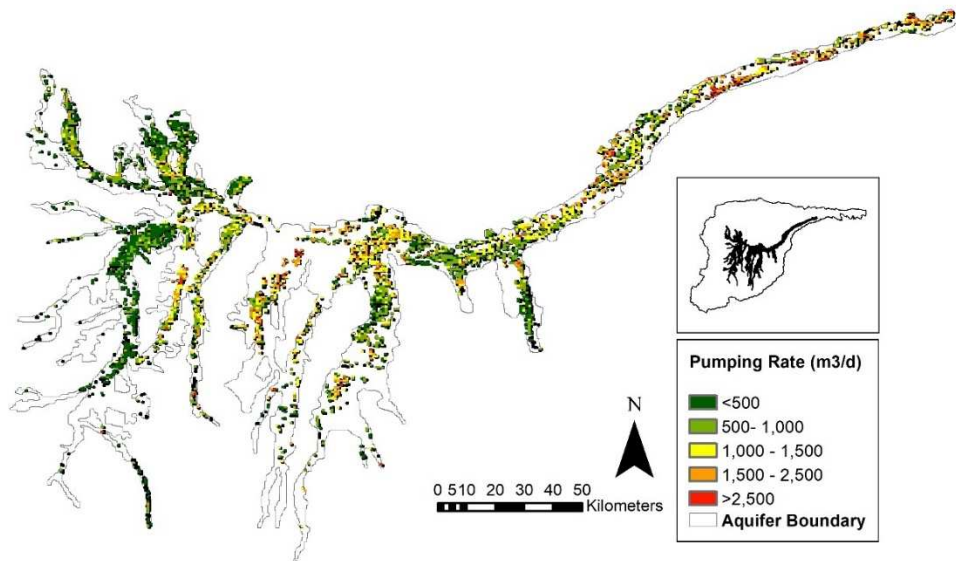 N
0 510 20 30 40 50
Kilometers
Pumping Rate (m3/d)
<500
500- 1,000
1,000 - 1,500
1,500 - 2,500
>2,500
Aquifer Boundary